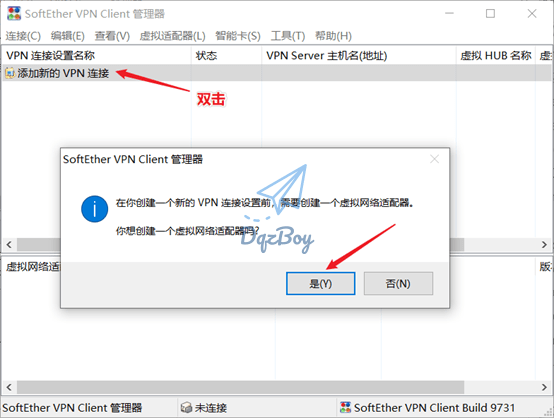 SoftEther VPN Client 管理器
连接(C) 编辑(E) 查看(V) 虚拟适配器(L) 智能卡(S) 工具(T) 帮助(H)
VPN 连接设置名称 状态 VPN Server 主机名(地址) 虚拟 HUB 名称 虚
添加新的 VPN 连接
双击
SoftEther VPN Client 管理器
在你创建一个新的 VPN 连接设置前，需要创建一个虚拟网络适配器。
你想创建一个虚拟网络适配器吗?
DqzBoy
是(Y) 否(N)
虚拟网络适 版
SoftEther VPN Client 管理器 未连接 SoftEther VPN Client Build 9731